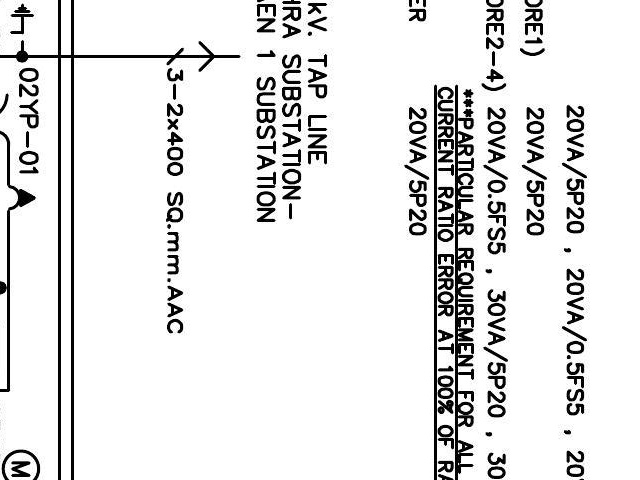 20VA/5P20 , 20VA/0.5FS5 , 20
ORE1) 20VA/5P20
ORE2-4) 20VA/0.5FS5 , 30VA/5P20 , 30
***PARTICULAR REQUIREMENT FOR ALL
CURRENT RATIO ERROR AT 100% OF RA
ER 20VA/5P20
kV. TAP LINE
HRA SUBSTATION-
AEN 1 SUBSTATION
3-2x400 SQ.mm.AAC
02YP-01
M